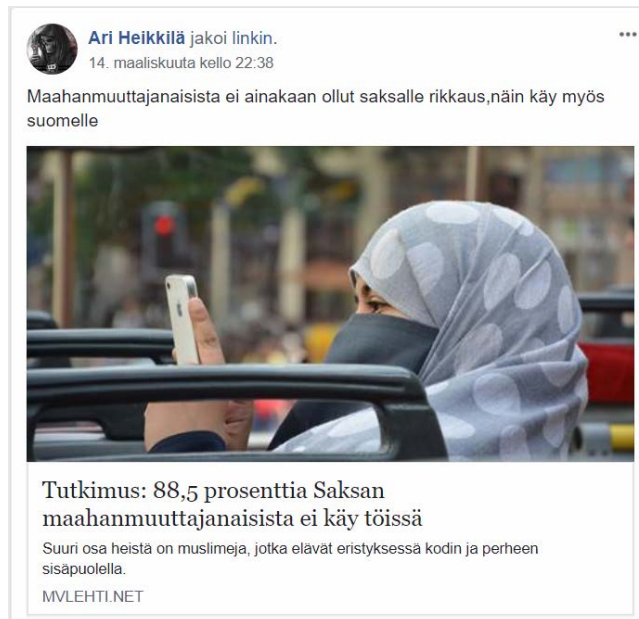 Ari Heikkilä jakoi linkin.
14. maaliskuuta kello 22:38
Maahanmuuttajanaisista ei ainakaan ollut saksalle rikkaus,näin käy myös
suomelle
Tutkimus: 88,5 prosenttia Saksan
maahanmuuttajanaisista ei käy töissä
Suuri osa heistä on muslimeja, jotka elävät eristyksessä kodin ja perheen
sisäpuolella.
MVLEHTI.NET